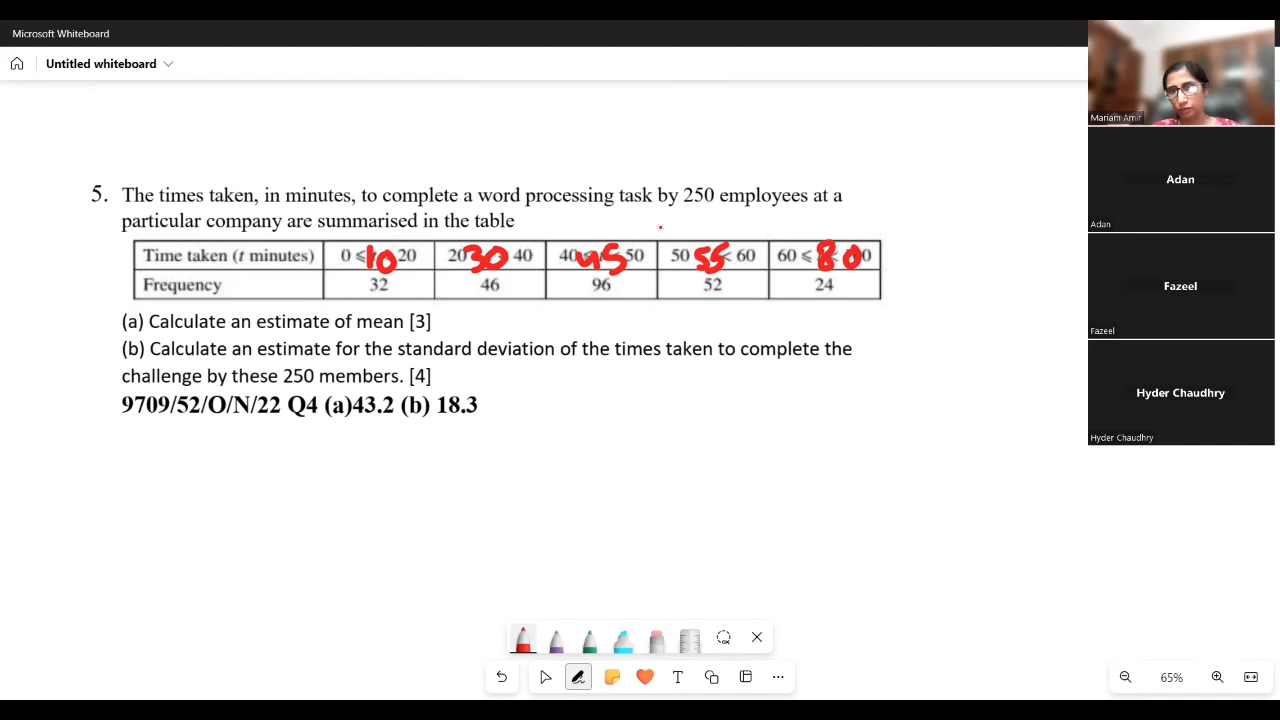 Microsoft Whiteboard
Untitled whiteboard
Mariam Amir
5. The times taken, in minutes, to complete a word processing task by 250 employees at a
particular company are summarised in the table
Time taken (t minutes) 0 ⩽ 10 20 20 30 40 40 45 50 50 55 < 60 60 ⩽ 80
Frequency 32 46 96 52 24
(a) Calculate an estimate of mean [3]
(b) Calculate an estimate for the standard deviation of the times taken to complete the
challenge by these 250 members. [4]
9709/52/O/N/22 Q4 (a)43.2 (b) 18.3
Adan
Adan
Fazeel
Fazeel
Hyder Chaudhry
Hyder Chaudhry
65%